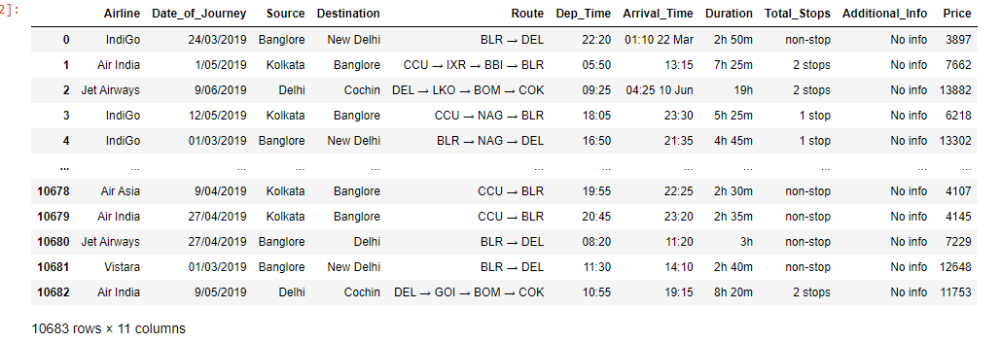 2]:
Airline Date_of_Journey Source Destination Route Dep_Time Arrival_Time Duration Total_Stops Additional_Info Price
0 IndiGo 24/03/2019 Banglore New Delhi BLR → DEL 22:20 01:10 22 Mar 2h 50m non-stop No info 3897
1 Air India 1/05/2019 Kolkata Banglore CCU → IXR → BBI → BLR 05:50 13:15 7h 25m 2 stops No info 7662
2 Jet Airways 9/06/2019 Delhi Cochin DEL → LKO → BOM → COK 09:25 04:25 10 Jun 19h 2 stops No info 13882
3 IndiGo 12/05/2019 Kolkata Banglore CCU → NAG → BLR 18:05 23:30 5h 25m 1 stop No info 6218
4 IndiGo 01/03/2019 Banglore New Delhi BLR → NAG → DEL 16:50 21:35 4h 45m 1 stop No info 13302
... ... ... ... ... ... ... ... ... ... ... ...
10678 Air Asia 9/04/2019 Kolkata Banglore CCU → BLR 19:55 22:25 2h 30m non-stop No info 4107
10679 Air India 27/04/2019 Kolkata Banglore CCU → BLR 20:45 23:20 2h 35m non-stop No info 4145
10680 Jet Airways 27/04/2019 Banglore Delhi BLR → DEL 08:20 11:20 3h non-stop No info 7229
10681 Vistara 01/03/2019 Banglore New Delhi BLR → DEL 11:30 14:10 2h 40m non-stop No info 12648
10682 Air India 9/05/2019 Delhi Cochin DEL → GOI → BOM → COK 10:55 19:15 8h 20m 2 stops No info 11753
10683 rows × 11 columns